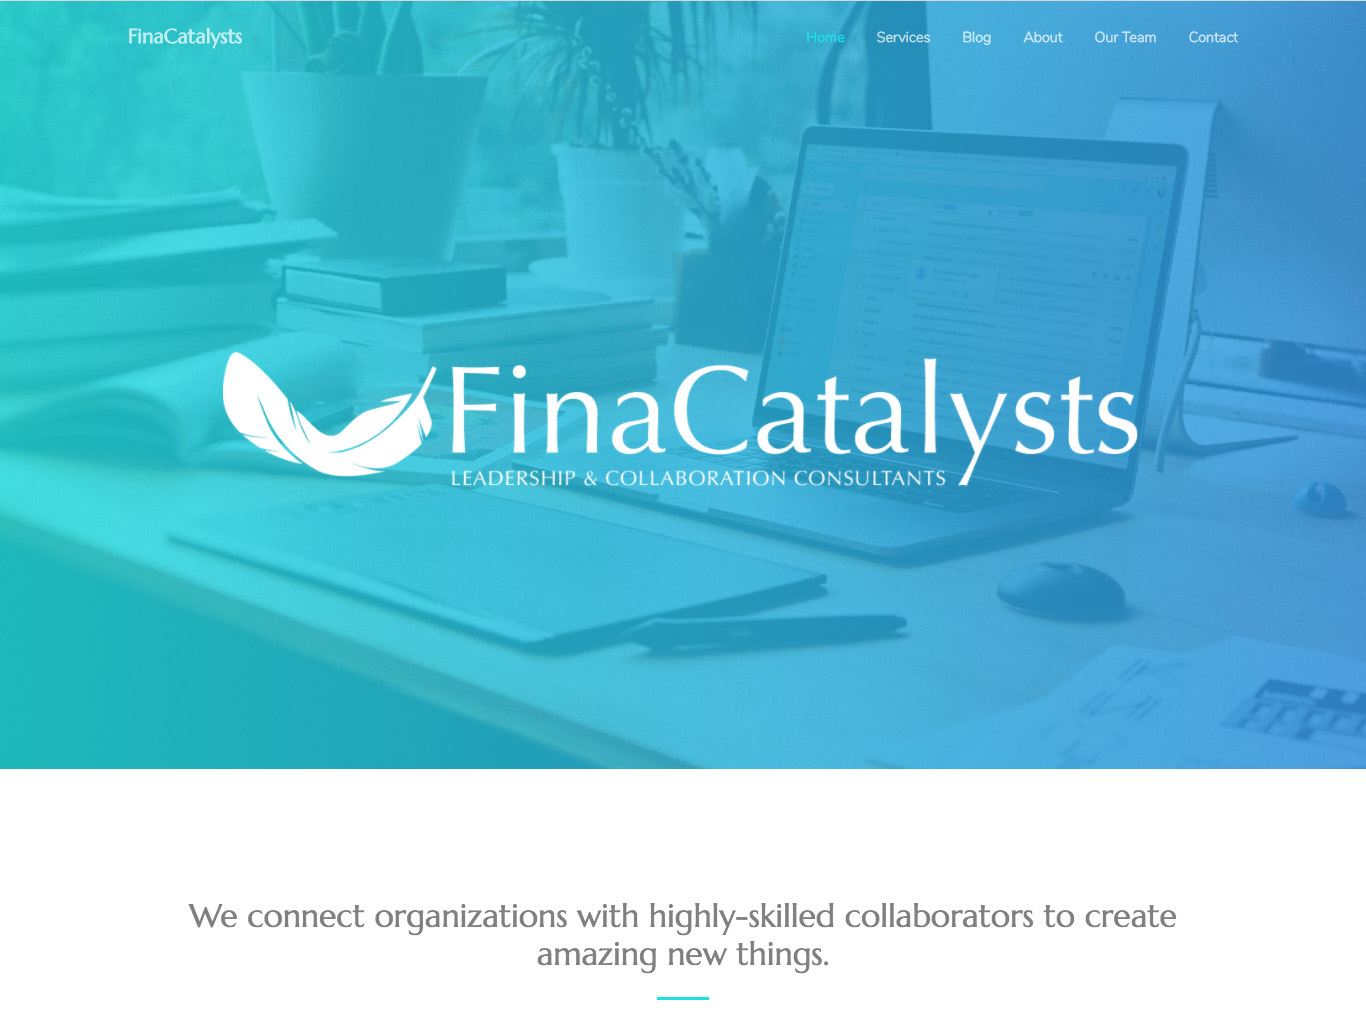 FinaCatalysts
Home Services Blog About Our Team Contact
FinaCatalysts
LEADERSHIP & COLLABORATION CONSULTANTS
We connect organizations with highly-skilled collaborators to create
amazing new things.